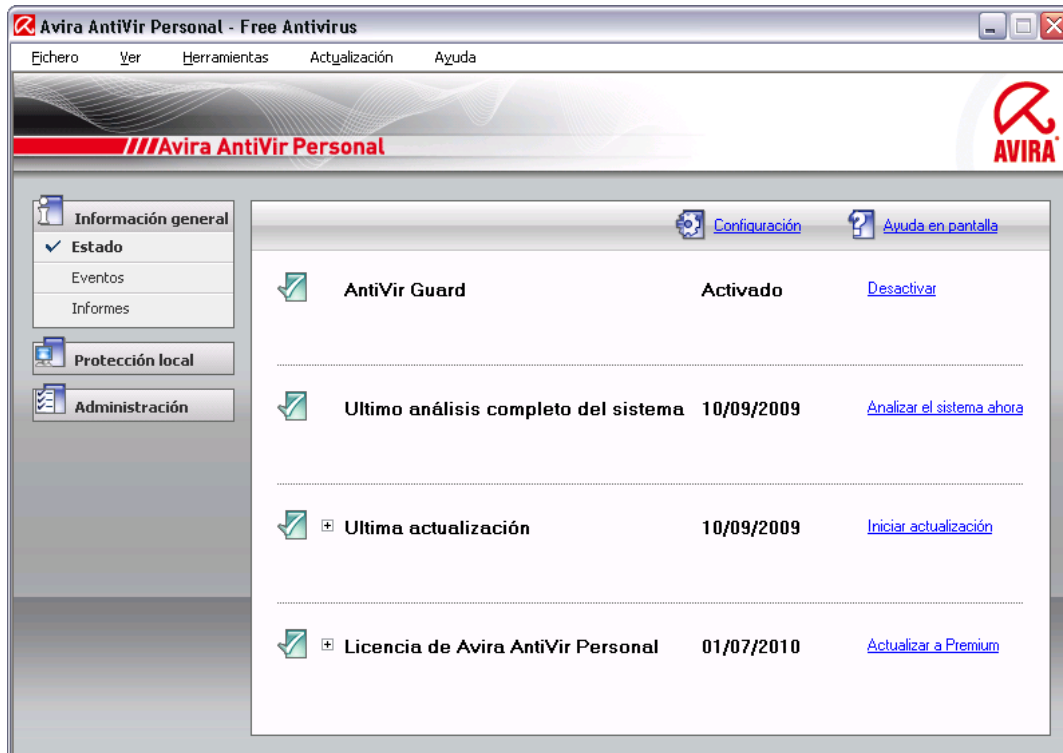 Avira AntiVir Personal - Free Antivirus
Fichero Ver Herramientas Actualización Ayuda
////Avira AntiVir Personal
AVIRA
Información general
Estado
Eventos
Informes
Protección local
Administración
Configuración Ayuda en pantalla
AntiVir Guard Activado Desactivar
Ultimo análisis completo del sistema 10/09/2009 Analizar el sistema ahora
Ultima actualización 10/09/2009 Iniciar actualización
Licencia de Avira AntiVir Personal 01/07/2010 Actualizar a Premium